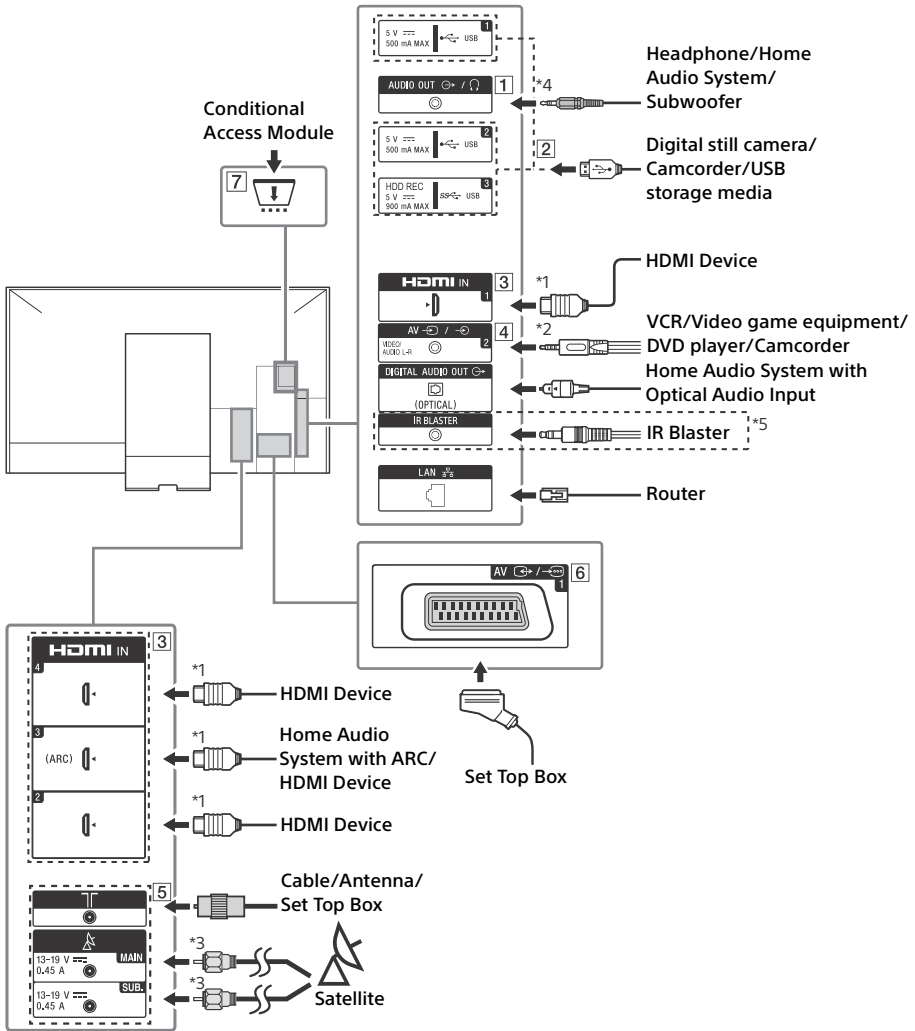 5 V
500 mA MAX
USB
1
AUDIO OUT /
1
*4
Headphone/Home
Audio System/
Subwoofer
Conditional
Access Module
7
5 V
500 mA MAX
USB
2
2
Digital still camera/
Camcorder/USB
storage media
HDD REC
5 V
900 mA MAX
SS
USB
3
HDMI IN
1
3
*1
HDMI Device
AV /
VIDEO/
AUDIO L-R
2
4
*2
VCR/Video game equipment/
DVD player/Camcorder
DIGITAL AUDIO OUT
(OPTICAL)
Home Audio System with
Optical Audio Input
IR BLASTER
IR Blaster
*5
LAN
Router
AV /
1
6
Set Top Box
HDMI IN
3
4
*1
HDMI Device
3
(ARC)
*1
Home Audio
System with ARC/
HDMI Device
2
*1
HDMI Device
5
Cable/Antenna/
Set Top Box
13-19 V
0.45 A
MAIN
*3
13-19 V
0.45 A
SUB.
*3
Satellite